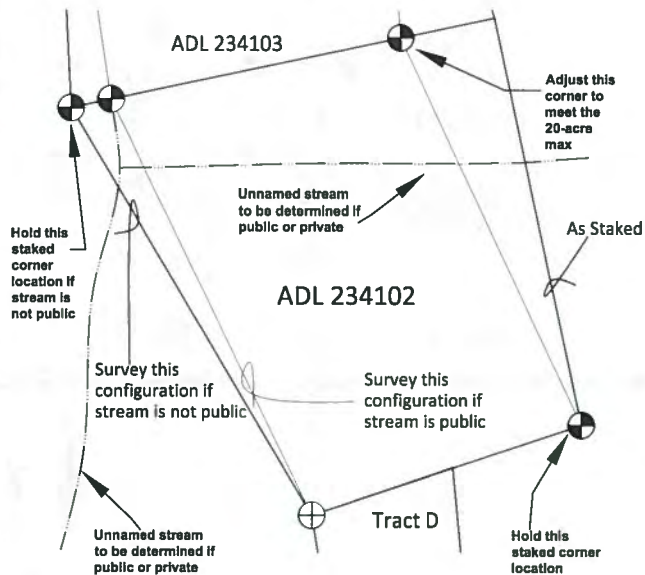 ADL 234103
Adjust this
corner to
meet the
20-acre
max
Unnamed stream
to be determined if
public or private
Hold this
staked
corner
location if
stream is
not public
As Staked
ADL 234102
Survey this
configuration if
stream is not public
Survey this
configuration if
stream is public
Unnamed stream
to be determined if
public or private
Tract D
Hold this
staked corner
location